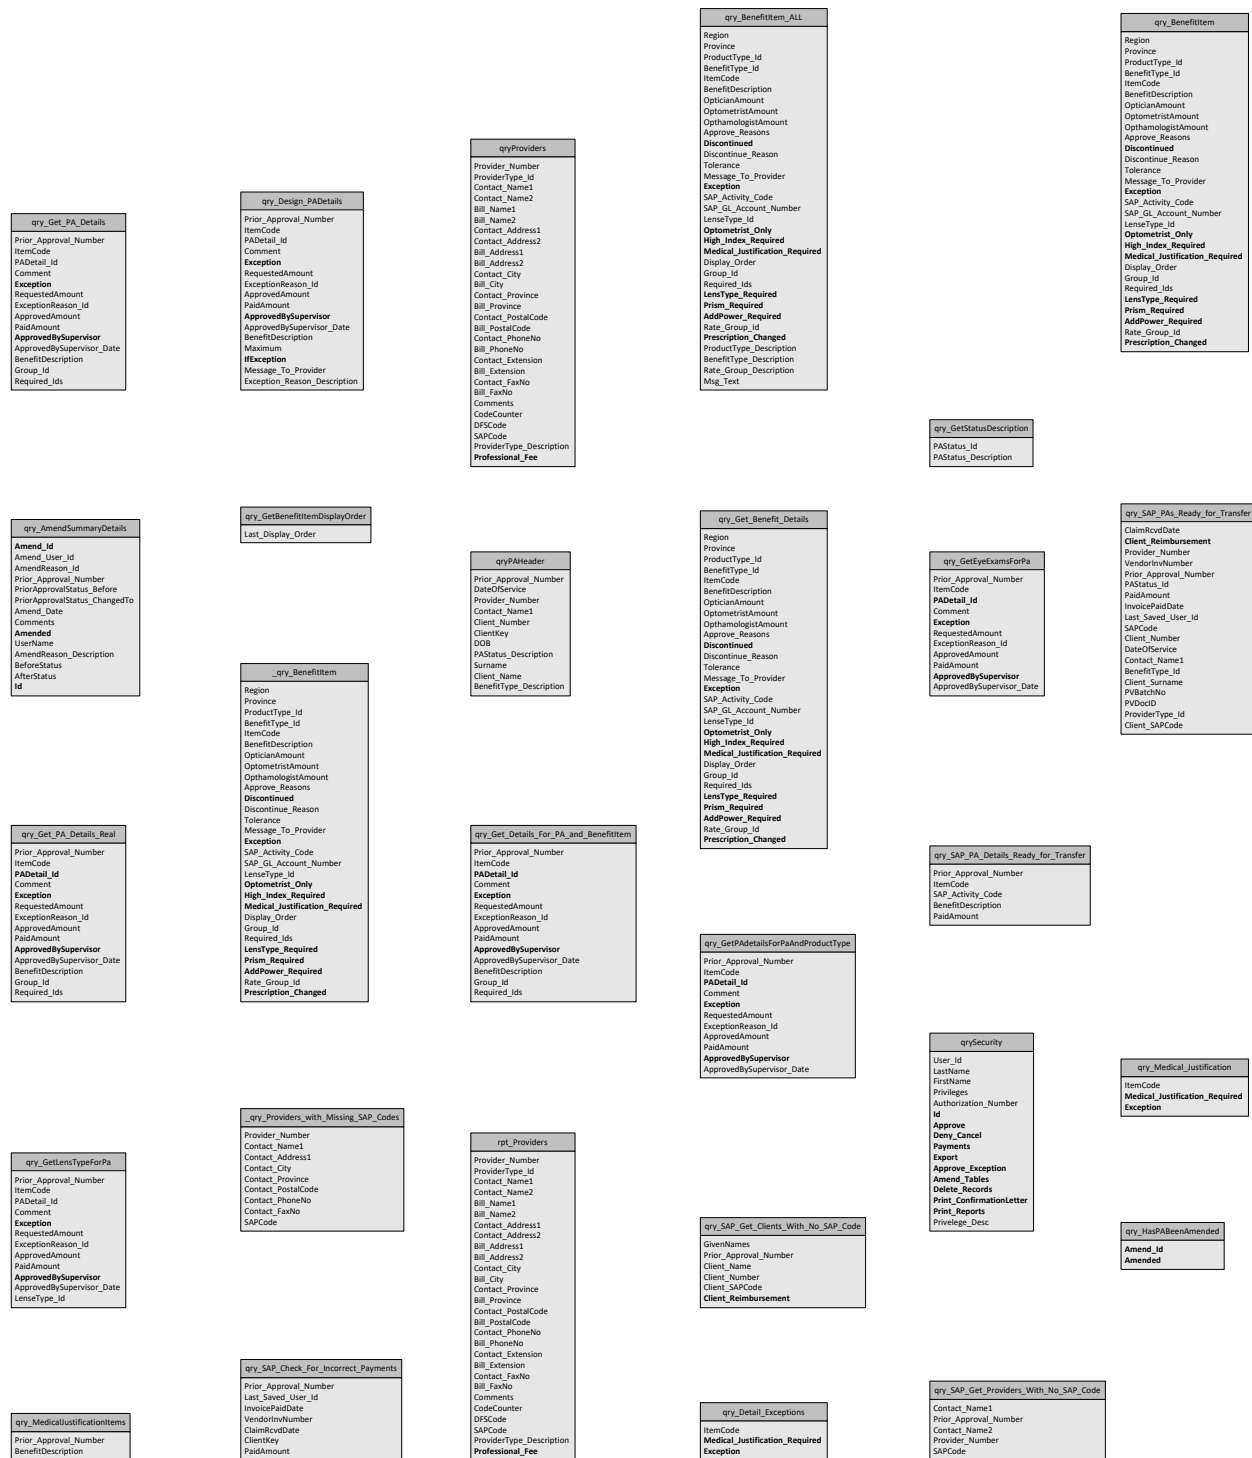 qry_Get_PA_Details
Prior_Approval_Number
ItemCode
PADetail_Id
Comment
Exception
RequestedAmount
ExceptionReason_Id
ApprovedAmount
PaidAmount
ApprovedBySupervisor
ApprovedBySupervisor_Date
BenefitDescription
Group_Id
Required_Ids
qry_AmendSummaryDetails
Amend_Id
Amend_User_Id
AmendReason_Id
Prior_Approval_Number
PriorApprovalStatus_Before
PriorApprovalStatus_ChangedTo
Amend_Date
Comments
Amended
UserName
AmendReason_Description
BeforeStatus
AfterStatus
Id
qry_Get_PA_Details_Real
Prior_Approval_Number
ItemCode
PADetail_Id
Comment
Exception
RequestedAmount
ExceptionReason_Id
ApprovedAmount
PaidAmount
ApprovedBySupervisor
ApprovedBySupervisor_Date
BenefitDescription
Group_Id
Required_Ids
qry_GetLensTypeForPa
Prior_Approval_Number
ItemCode
PADetail_Id
Comment
Exception
RequestedAmount
ExceptionReason_Id
ApprovedAmount
PaidAmount
ApprovedBySupervisor
ApprovedBySupervisor_Date
LenseType_Id
qry_MedicalJustificationItems
Prior_Approval_Number
BenefitDescription
qry_Design_PADetails
Prior_Approval_Number
ItemCode
PADetail_Id
Comment
Exception
RequestedAmount
ExceptionReason_Id
ApprovedAmount
PaidAmount
ApprovedBySupervisor
ApprovedBySupervisor_Date
BenefitDescription
Maximum
IfException
Message_To_Provider
Exception_Reason_Description
qry_GetBenefitItemDisplayOrder
Last_Display_Order
_qry_BenefitItem
Region
Province
ProductType_Id
BenefitType_Id
ItemCode
BenefitDescription
OpticianAmount
OptometristAmount
OpthamologistAmount
Approve_Reasons
Discontinued
Discontinue_Reason
Tolerance
Message_To_Provider
Exception
SAP_Activity_Code
SAP_GL_Account_Number
LenseType_Id
Optometrist_Only
High_Index_Required
Medical_Justification_Required
Display_Order
Group_Id
Required_Ids
LensType_Required
Prism_Required
AddPower_Required
Rate_Group_Id
Prescription_Changed
_qry_Providers_with_Missing_SAP_Codes
Provider_Number
Contact_Name1
Contact_Address1
Contact_City
Contact_Province
Contact_PostalCode
Contact_PhoneNo
Contact_FaxNo
SAPCode
qry_SAP_Check_For_Incorrect_Payments
Prior_Approval_Number
Last_Saved_User_Id
InvoicePaidDate
VendorInvNumber
ClaimRcvdDate
ClientKey
PaidAmount
qryProviders
Provider_Number
ProviderType_Id
Contact_Name1
Contact_Name2
Bill_Name1
Bill_Name2
Contact_Address1
Contact_Address2
Bill_Address1
Bill_Address2
Contact_City
Bill_City
Contact_Province
Bill_Province
Contact_PostalCode
Bill_PostalCode
Contact_PhoneNo
Bill_PhoneNo
Contact_Extension
Bill_Extension
Contact_FaxNo
Bill_FaxNo
Comments
CodeCounter
DFSCode
SAPCode
ProviderType_Description
Professional_Fee
qryPAHeader
Prior_Approval_Number
DateOfService
Provider_Number
Contact_Name1
Client_Number
ClientKey
DOB
PAStatus_Description
Surname
Client_Name
BenefitType_Description
qry_Get_Details_For_PA_and_BenefitItem
Prior_Approval_Number
ItemCode
PADetail_Id
Comment
Exception
RequestedAmount
ExceptionReason_Id
ApprovedAmount
PaidAmount
ApprovedBySupervisor
ApprovedBySupervisor_Date
BenefitDescription
Group_Id
Required_Ids
rpt_Providers
Provider_Number
ProviderType_Id
Contact_Name1
Contact_Name2
Bill_Name1
Bill_Name2
Contact_Address1
Contact_Address2
Bill_Address1
Bill_Address2
Contact_City
Bill_City
Contact_Province
Bill_Province
Contact_PostalCode
Bill_PostalCode
Contact_PhoneNo
Bill_PhoneNo
Contact_Extension
Bill_Extension
Contact_FaxNo
Bill_FaxNo
Comments
CodeCounter
DFSCode
SAPCode
ProviderType_Description
Professional_Fee
qry_BenefitItem_ALL
Region
Province
ProductType_Id
BenefitType_Id
ItemCode
BenefitDescription
OpticianAmount
OptometristAmount
OpthamologistAmount
Approve_Reasons
Discontinued
Discontinue_Reason
Tolerance
Message_To_Provider
Exception
SAP_Activity_Code
SAP_GL_Account_Number
LenseType_Id
Optometrist_Only
High_Index_Required
Medical_Justification_Required
Display_Order
Group_Id
Required_Ids
LensType_Required
Prism_Required
AddPower_Required
Rate_Group_Id
Prescription_Changed
ProductType_Description
BenefitType_Description
Rate_Group_Description
Msg_Text
qry_Get_Benefit_Details
Region
Province
ProductType_Id
BenefitType_Id
ItemCode
BenefitDescription
OpticianAmount
OptometristAmount
OpthamologistAmount
Approve_Reasons
Discontinued
Discontinue_Reason
Tolerance
Message_To_Provider
Exception
SAP_Activity_Code
SAP_GL_Account_Number
LenseType_Id
Optometrist_Only
High_Index_Required
Medical_Justification_Required
Display_Order
Group_Id
Required_Ids
LensType_Required
Prism_Required
AddPower_Required
Rate_Group_Id
Prescription_Changed
qry_GetPAdetailsForPaAndProductType
Prior_Approval_Number
ItemCode
PADetail_Id
Comment
Exception
RequestedAmount
ExceptionReason_Id
ApprovedAmount
PaidAmount
ApprovedBySupervisor
ApprovedBySupervisor_Date
qry_SAP_Get_Clients_With_No_SAP_Code
GivenNames
Prior_Approval_Number
Client_Name
Client_Number
Client_SAPCode
Client_Reimbursement
qry_Detail_Exceptions
ItemCode
Medical_Justification_Required
Exception
qry_GetStatusDescription
PAStatus_Id
PAStatus_Description
qry_GetEyeExamsForPa
Prior_Approval_Number
ItemCode
PADetail_Id
Comment
Exception
RequestedAmount
ExceptionReason_Id
ApprovedAmount
PaidAmount
ApprovedBySupervisor
ApprovedBySupervisor_Date
qry_SAP_PA_Details_Ready_for_Transfer
Prior_Approval_Number
ItemCode
SAP_Activity_Code
BenefitDescription
PaidAmount
qrySecurity
User_Id
LastName
FirstName
Privileges
Authorization_Number
Id
Approve
Deny_Cancel
Payments
Export
Approve_Exception
Amend_Tables
Delete_Records
Print_ConfirmationLetter
Print_Reports
Privelege_Desc
qry_SAP_Get_Providers_With_No_SAP_Code
Contact_Name1
Prior_Approval_Number
Contact_Name2
Provider_Number
SAPCode
qry_BenefitItem
Region
Province
ProductType_Id
BenefitType_Id
ItemCode
BenefitDescription
OpticianAmount
OptometristAmount
OpthamologistAmount
Approve_Reasons
Discontinued
Discontinue_Reason
Tolerance
Message_To_Provider
Exception
SAP_Activity_Code
SAP_GL_Account_Number
LenseType_Id
Optometrist_Only
High_Index_Required
Medical_Justification_Required
Display_Order
Group_Id
Required_Ids
LensType_Required
Prism_Required
AddPower_Required
Rate_Group_Id
Prescription_Changed
qry_SAP_PAs_Ready_for_Transfer
ClaimRcvdDate
Client_Reimbursement
Provider_Number
VendorInvNumber
Prior_Approval_Number
PAStatus_Id
PaidAmount
InvoicePaidDate
Last_Saved_User_Id
SAPCode
Client_Number
DateOfService
Contact_Name1
BenefitType_Id
Client_Surname
PVBatchNo
PVDocID
ProviderType_Id
Client_SAPCode
qry_Medical_Justification
ItemCode
Medical_Justification_Required
Exception
qry_HasPABeenAmended
Amend_Id
Amended